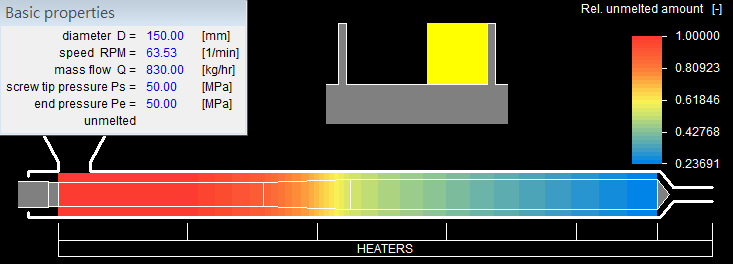 Basic properties
diameter D = 150.00 [mm]
speed RPM = 63.53 [1/min]
mass flow Q = 830.00 [kg/hr]
screw tip pressure Ps = 50.00 [MPa]
end pressure Pe = 50.00 [MPa]
unmelted
Rel. unmelted amount [-]
1.00000
0.80923
0.61846
0.42768
0.23691
HEATERS